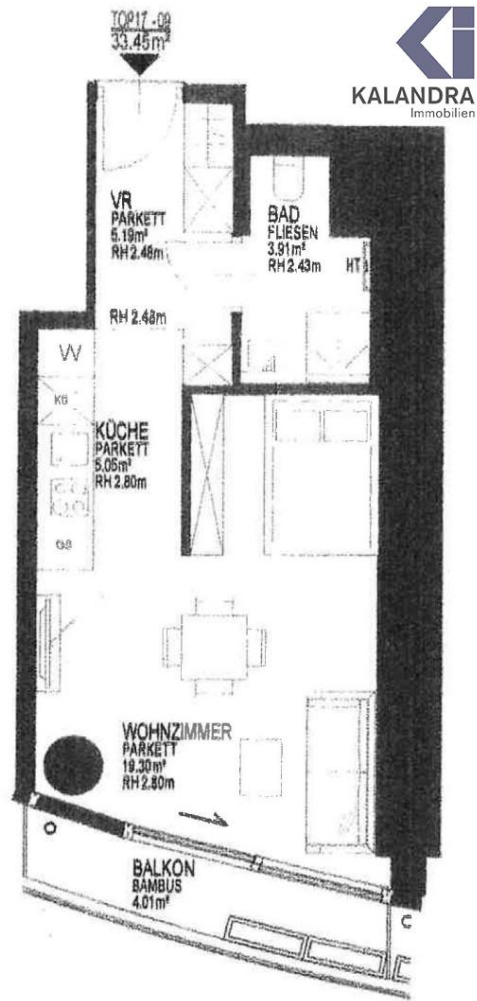 TOP17 -09
33.45m²
KALANDRA
Immobilien
VR
PARKETT
5.19m²
RH 2.48m
BAD
FLIESEN
3.91m²
RH 2.43m
HT
RH 2.48m
W
KÜCHE
PARKETT
5.05m²
RH 2.80m
WOHNZIMMER
PARKETT
19.30m²
RH 2.80m
BALKON
BAMBUS
4.01m²